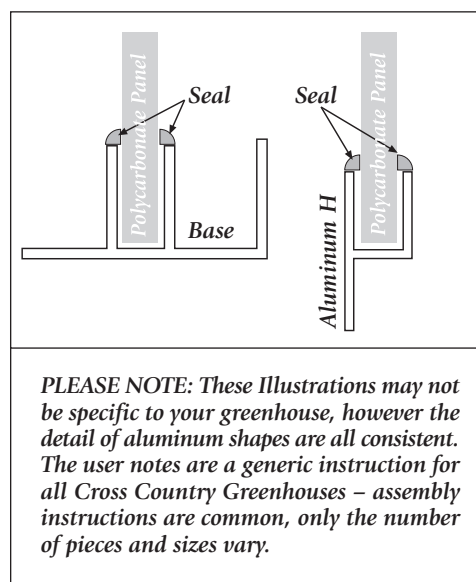 Seal
Seal
Polycarbonate Panel
Polycarbonate Panel
Base
Aluminum H
PLEASE NOTE: These Illustrations may not
be specific to your greenhouse, however the
detail of aluminum shapes are all consistent.
The user notes are a generic instruction for
all Cross Country Greenhouses – assembly
instructions are common, only the number
of pieces and sizes vary.